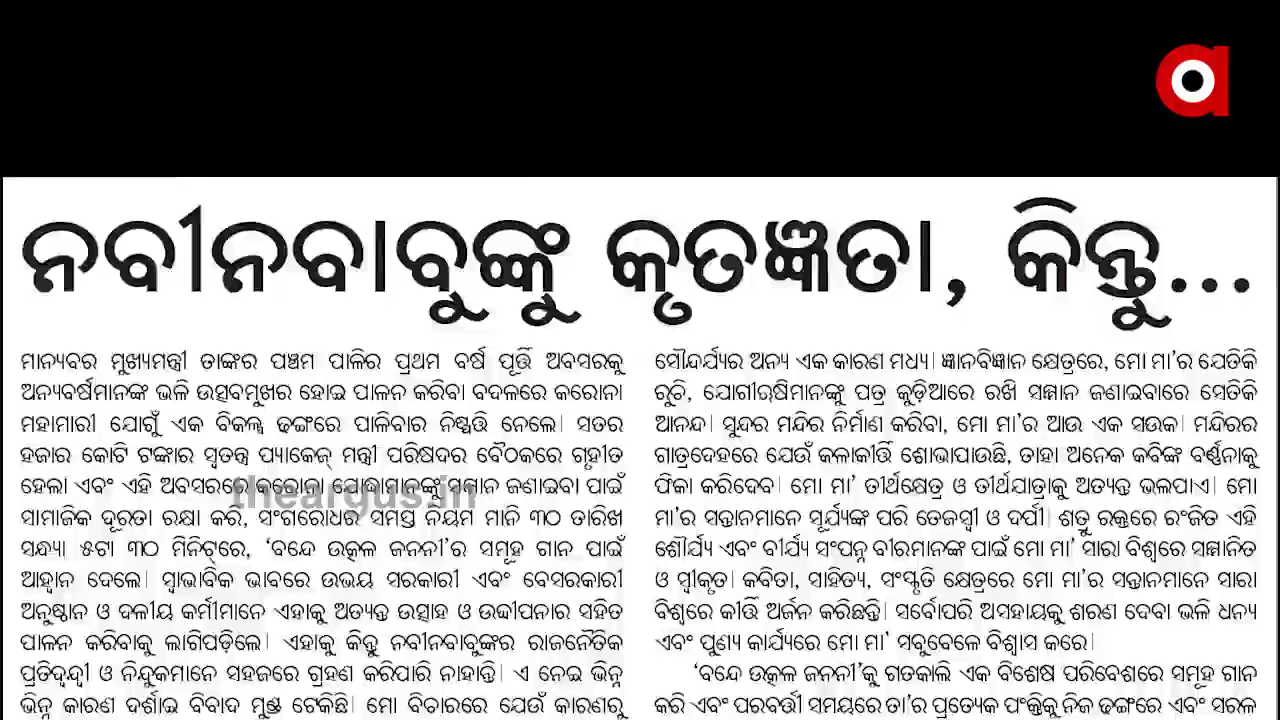 ନବୀନବାବୁଙ୍କୁ କୃତଜ୍ଞତା, କିନ୍ତୁ...
ମାନ୍ୟବର ମୁଖ୍ୟମନ୍ତ୍ରୀ ତାଙ୍କର ପଞ୍ଚମ ପାଳିର ପ୍ରଥମ ବର୍ଷ ପୂର୍ତ୍ତି ଅବସରକୁ
ଅନ୍ୟବର୍ଷମାନଙ୍କ ଭଳି ଉତ୍ସବମୁଖର ହୋଇ ପାଳନ କରିବା ବଦଳରେ କରୋନା
ମହାମାରୀ ଯୋଗୁଁ ଏକ ବିକଳ୍ପ ଢଙ୍ଗରେ ପାଳିବାର ନିଷ୍ପତ୍ତି ନେଲେ। ସତର
ହଜାର କୋଟି ଟଙ୍କାର ସ୍ୱତନ୍ତ୍ର ପ୍ୟାକେଜ୍ ମନ୍ତ୍ରୀ ପରିଷଦର ବୈଠକରେ ଗୃହୀତ
ହେଲା ଏବଂ ଏହି ଅବସରରେ କରୋନା ଯୋଦ୍ଧାମାନଙ୍କୁ ସମ୍ମାନ ଜଣାଇବା ପାଇଁ
theargus.in
ସାମାଜିକ ଦୂରତା ରକ୍ଷା କରି, ସଂଗରୋଧର ସମସ୍ତ ନିୟମ ମାନି ୩୦ ତାରିଖ
ସନ୍ଧ୍ୟା ୫ଟା ୩୦ ମିନିଟ୍‌ରେ, ‘ବନ୍ଦେ ଉତ୍କଳ ଜନନୀ’ର ସମୂହ ଗାନ ପାଇଁ
ଆହ୍ୱାନ ଦେଲେ। ସ୍ୱାଭାବିକ ଭାବରେ ଉଭୟ ସରକାରୀ ଏବଂ ବେସରକାରୀ
ଅନୁଷ୍ଠାନ ଓ ଦଳୀୟ କର୍ମୀମାନେ ଏହାକୁ ଅତ୍ୟନ୍ତ ଉତ୍ସାହ ଓ ଉଦ୍ଦୀପନାର ସହିତ
ପାଳନ କରିବାକୁ ଲାଗିପଡ଼ିଲେ। ଏହାକୁ କିନ୍ତୁ ନବୀନବାବୁଙ୍କର ରାଜନୈତିକ
ପ୍ରତିଦ୍ୱନ୍ଦ୍ୱୀ ଓ ନିନ୍ଦୁକମାନେ ସହଜରେ ଗ୍ରହଣ କରିପାରି ନାହାନ୍ତି। ଏ ନେଇ ଭିନ୍ନ
ଭିନ୍ନ କାରଣ ଦର୍ଶାଇ ବିବାଦ ମୁଣ୍ଡ ଟେକିଛି। ମୋ ବିଚାରରେ ଯେଉଁ କାରଣରୁ
ସୌନ୍ଦର୍ଯ୍ୟର ଅନ୍ୟ ଏକ କାରଣ ମଧ୍ୟ। ଜ୍ଞାନବିଜ୍ଞାନ କ୍ଷେତ୍ରରେ, ମୋ ମା’ର ଯେତିକି
ରୁଚି, ଯୋଗୀଋଷିମାନଙ୍କୁ ପତ୍ର କୁଡ଼ିଆରେ ରଖି ସମ୍ମାନ ଜଣାଇବାରେ ସେତିକି
ଆନନ୍ଦ। ସୁନ୍ଦର ମନ୍ଦିର ନିର୍ମାଣ କରିବା, ମୋ ମା’ର ଆଉ ଏକ ସଉକ। ମନ୍ଦିରର
ଗାତ୍ରଦେହରେ ଯେଉଁ କଳାକୀର୍ତ୍ତି ଶୋଭାପାଉଛି, ତାହା ଅନେକ କବିଙ୍କ ବର୍ଣ୍ଣନାକୁ
ଫିକା କରିଦେବ। ମୋ ମା’ ତୀର୍ଥକ୍ଷେତ୍ର ଓ ତୀର୍ଥଯାତ୍ରାକୁ ଅତ୍ୟନ୍ତ ଭଲପାଏ। ମୋ
ମା’ର ସନ୍ତାନମାନେ ସୂର୍ଯ୍ୟଙ୍କ ପରି ତେଜସ୍ୱୀ ଓ ଦର୍ପୀ। ଶତ୍ରୁ ରକ୍ତରେ ରଂଜିତ ଏହି
ଶୌର୍ଯ୍ୟ ଏବଂ ବୀର୍ଯ୍ୟ ସଂପନ୍ନ ବୀରମାନଙ୍କ ପାଇଁ ମୋ ମା’ ସାରା ବିଶ୍ୱରେ ସମ୍ମାନିତ
ଓ ସ୍ୱୀକୃତ। କବିତା, ସାହିତ୍ୟ, ସଂସ୍କୃତି କ୍ଷେତ୍ରରେ ମୋ ମା’ର ସନ୍ତାନମାନେ ସାରା
ବିଶ୍ୱରେ କୀର୍ତ୍ତି ଅର୍ଜନ କରିଛନ୍ତି। ସର୍ବୋପରି ଅସହାୟକୁ ଶରଣ ଦେବା ଭଳି ଧନ୍ୟ
ଏବଂ ପୁଣ୍ୟ କାର୍ଯ୍ୟରେ ମୋ ମା’ ସବୁବେଳେ ବିଶ୍ୱାସ କରେ।
‘ବନ୍ଦେ ଉତ୍କଳ ଜନନୀ’କୁ ଗତକାଲି ଏକ ବିଶେଷ ପରିବେଶରେ ସମୂହ ଗାନ
କରି ଏବଂ ପରବର୍ତ୍ତୀ ସମୟରେ ତା’ର ପ୍ରତ୍ୟେକ ପଂକ୍ତିକୁ ନିଜ ଢଙ୍ଗରେ ଏବଂ ସରଳ